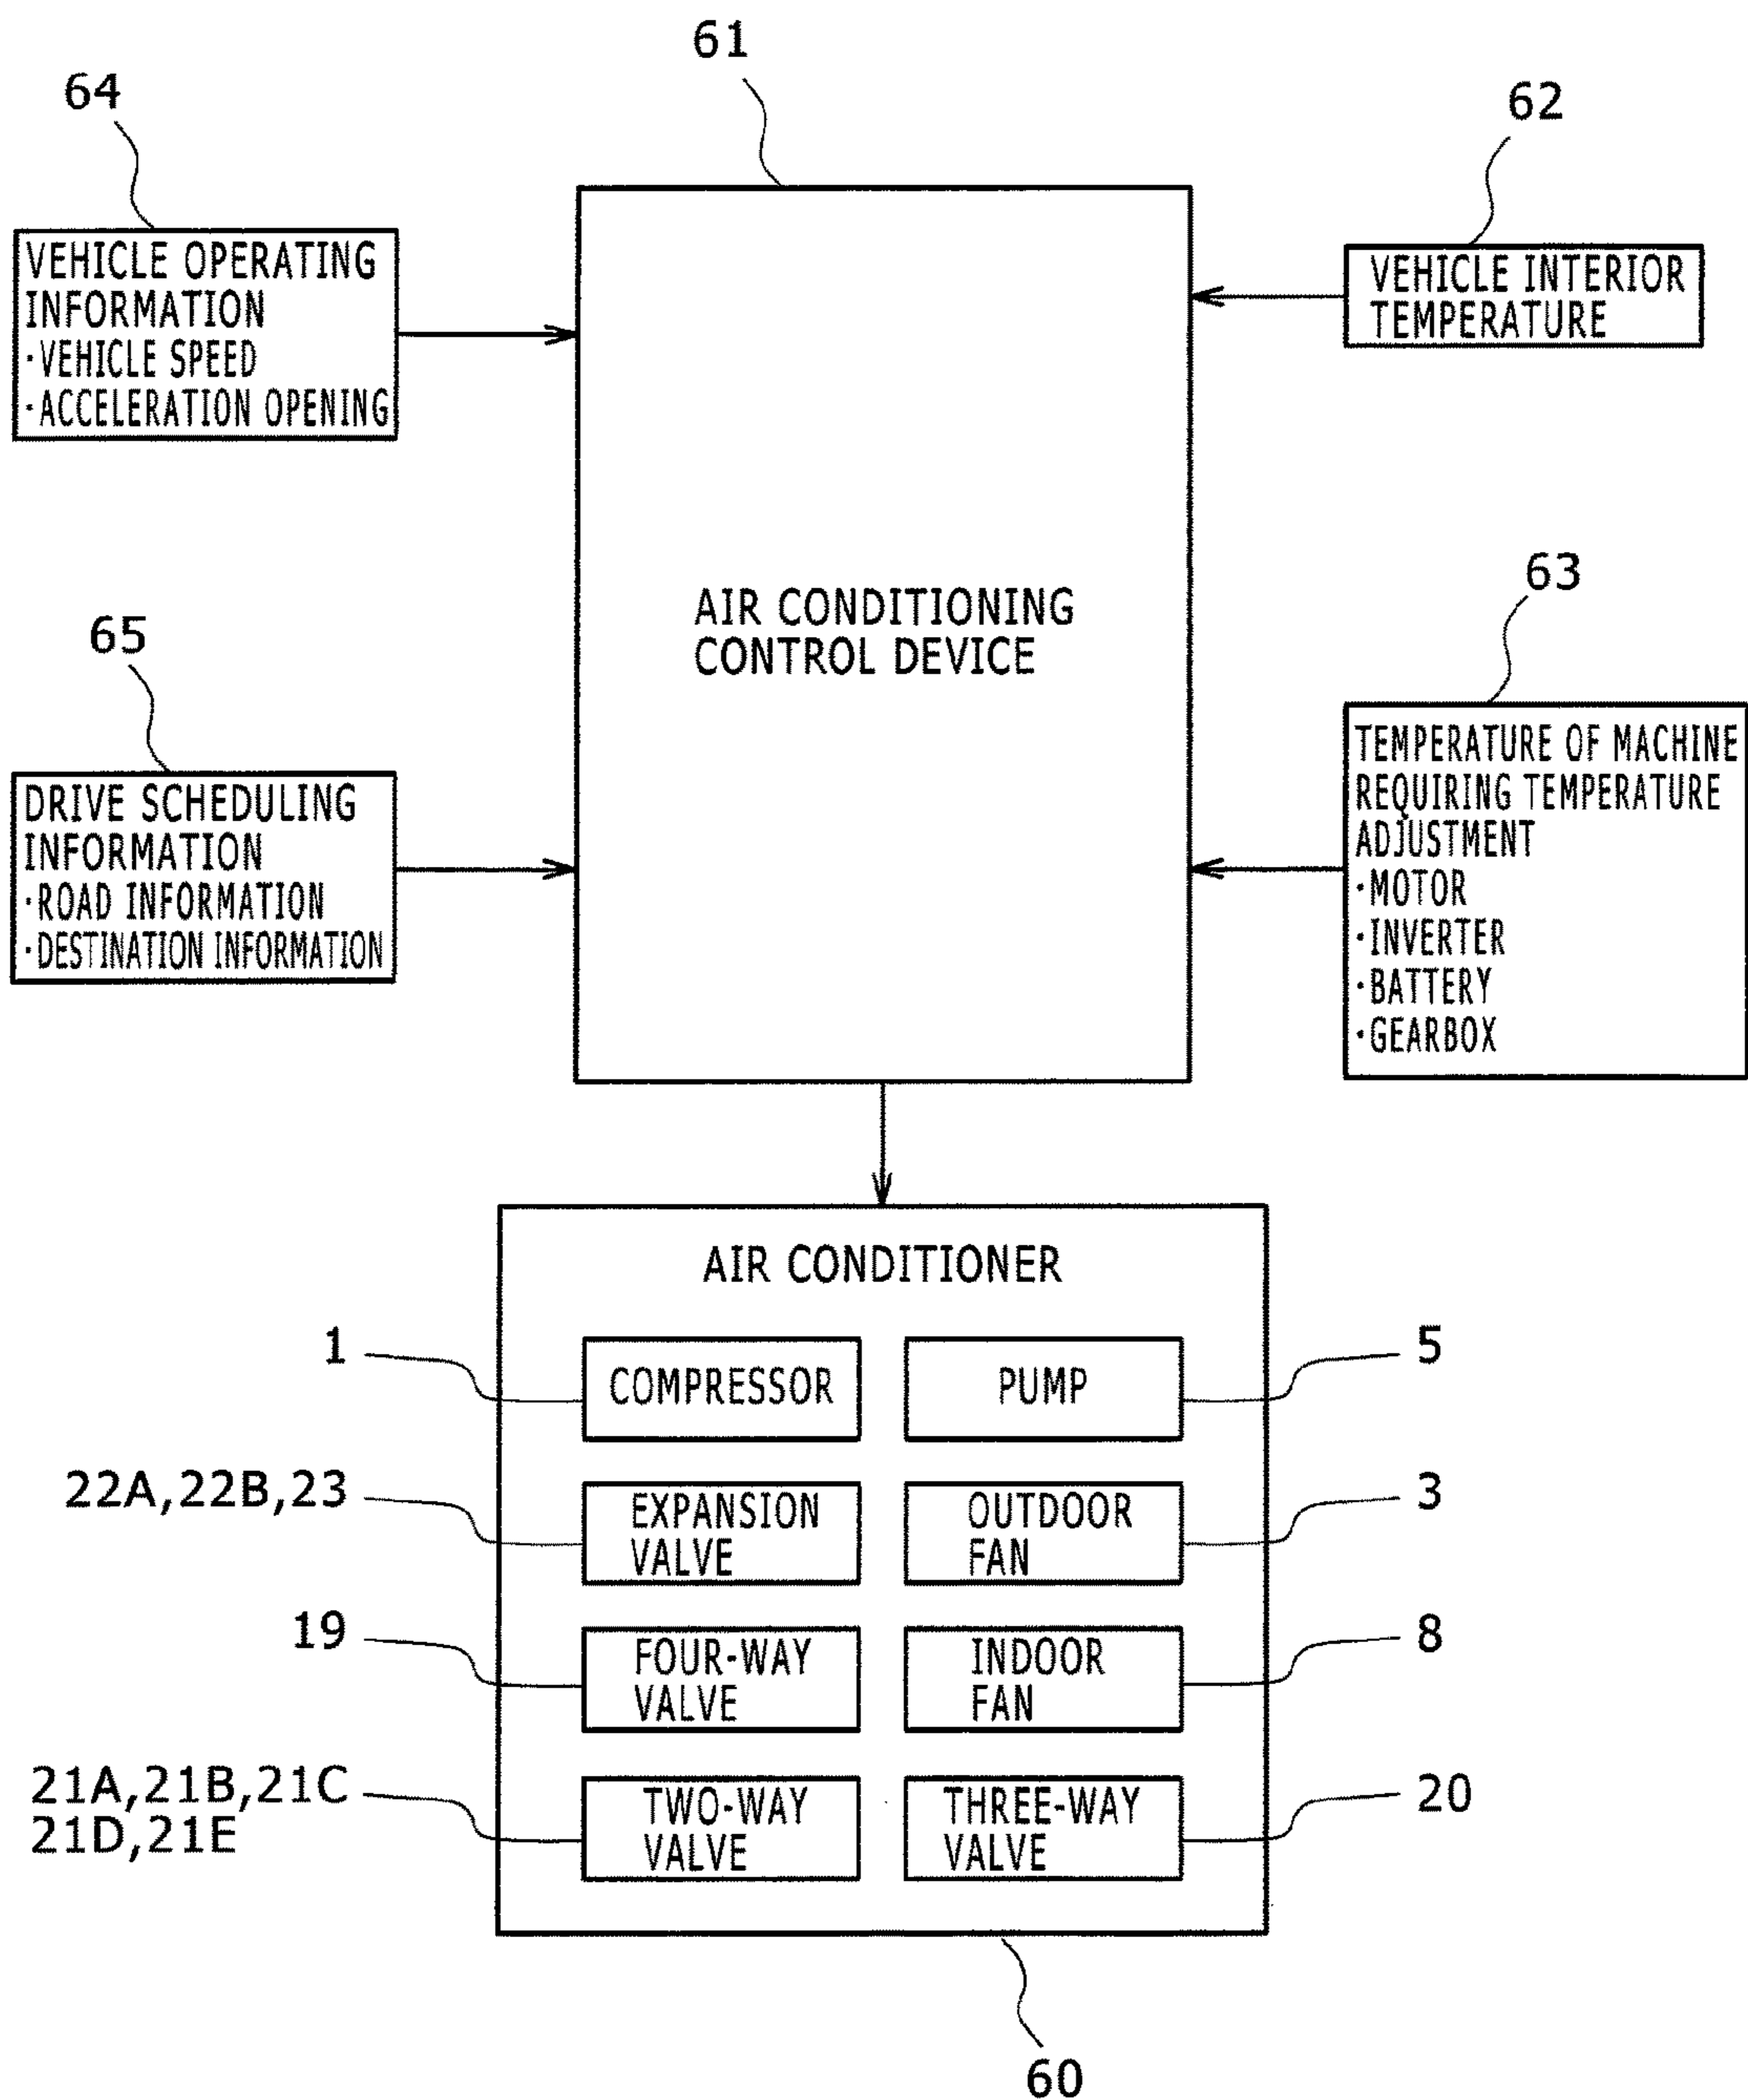 61
64
62
VEHICLE OPERATING
INFORMATION
·VEHICLE SPEED
·ACCELERATION OPENING
VEHICLE INTERIOR
TEMPERATURE
AIR CONDITIONING
CONTROL DEVICE
65
63
DRIVE SCHEDULING
INFORMATION
·ROAD INFORMATION
·DESTINATION INFORMATION
TEMPERATURE OF MACHINE
REQUIRING TEMPERATURE
ADJUSTMENT
·MOTOR
·INVERTER
·BATTERY
·GEARBOX
AIR CONDITIONER
1
COMPRESSOR
PUMP
5
22A,22B,23
EXPANSION
VALVE
OUTDOOR
FAN
3
19
FOUR-WAY
VALVE
INDOOR
FAN
8
21A,21B,21C
21D,21E
TWO-WAY
VALVE
THREE-WAY
VALVE
20
60